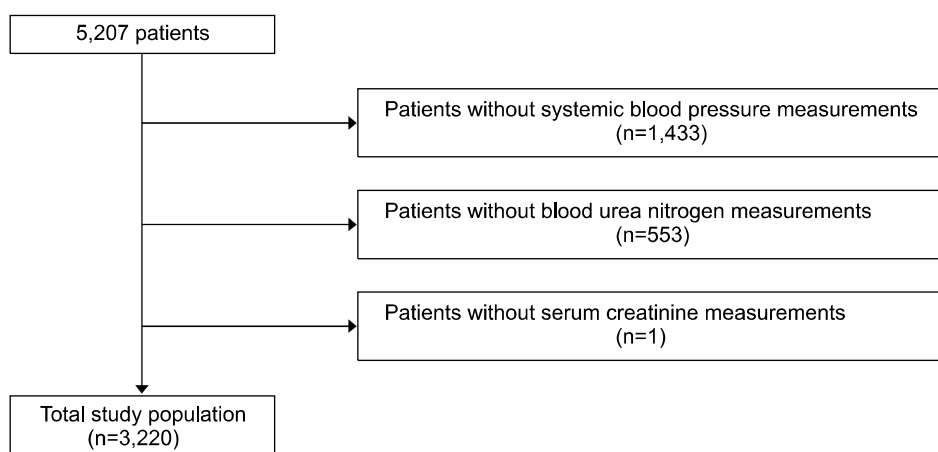 5,207 patients
Patients without systemic blood pressure measurements
(n=1,433)
Patients without blood urea nitrogen measurements
(n=553)
Patients without serum creatinine measurements
(n=1)
Total study population
(n=3,220)